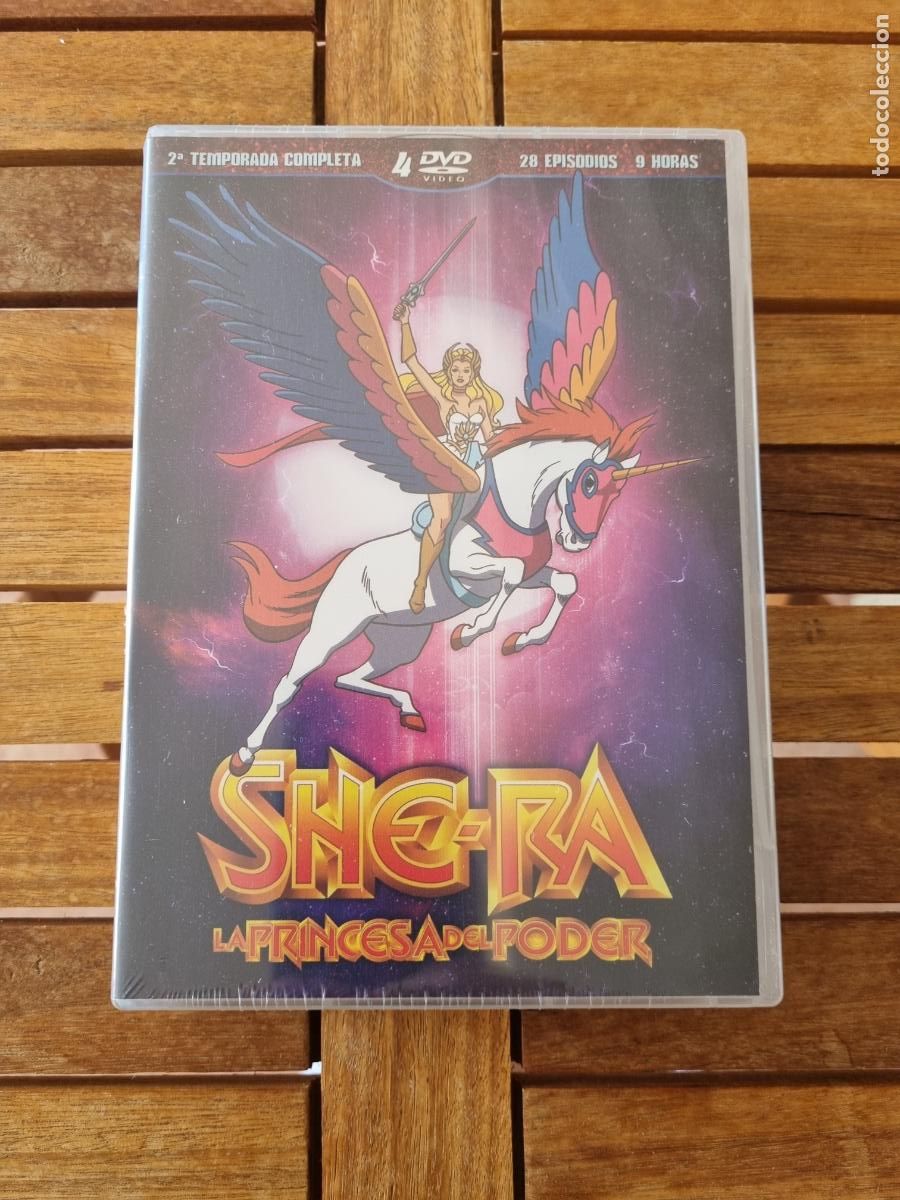 2ª TEMPORADA COMPLETA 4 DVD VIDEO 28 EPISODIOS 9 HORAS
SHE-RA
LA PRINCESA DEL PODER
todocoleccion